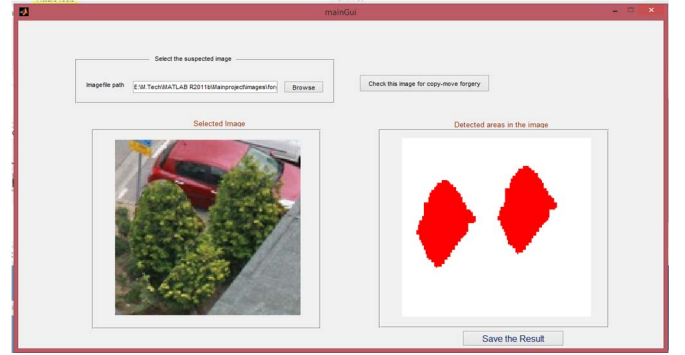 mainGui
Select the suspected image
Imagefile path
E:\M.Tech\MATLAB R2011b\Mainproject\images\for
Browse
Check this image for copy-move forgery
Selected Image
Detected areas in the image
Save the Result